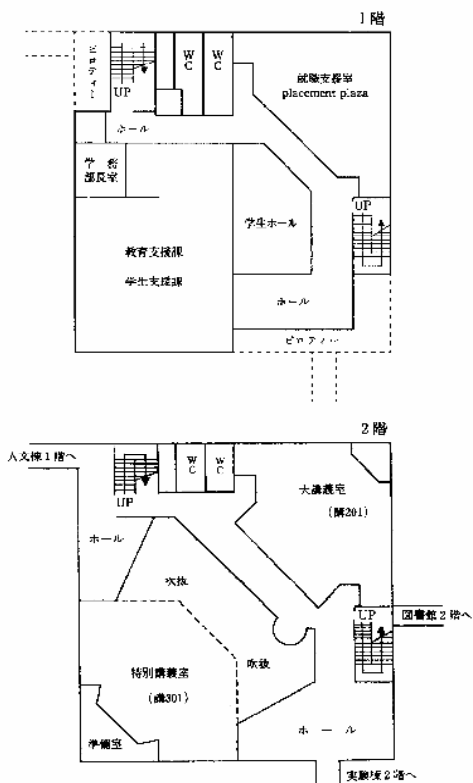 1階
ピロティー
UP
WC
WC
就職支援室
placement plaza
ホール
学務
部長室
UP
学生ホール
教育支援課
学生支援課
ホール
ピロティー
2階
人文棟1階へ
WC
WC
UP
大講義室
(講201)
ホール
吹抜
UP
図書館2階へ
特別講義室
(講301)
吹抜
準備室
ホール
実験棟2階へ